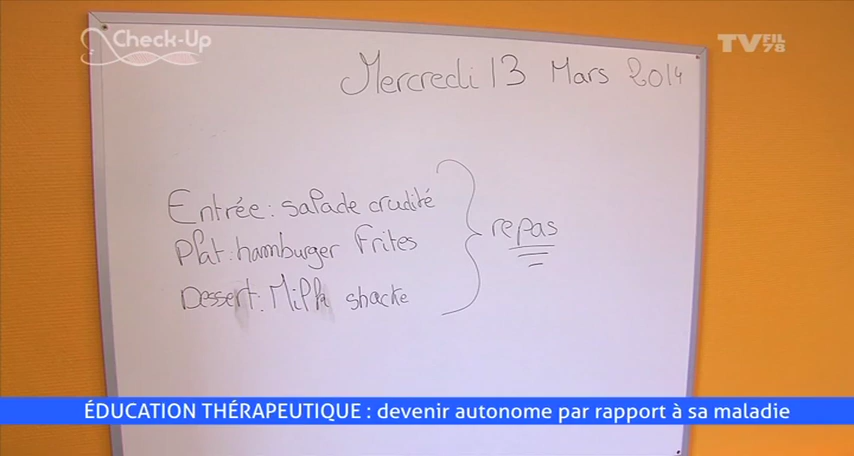 Check-Up
TV FIL 78
Mercredi 13 Mars 2014
Entrée : salade crudité
Plat : hamburger Frites
Dessert : Milk shacke
repas
ÉDUCATION THÉRAPEUTIQUE : devenir autonome par rapport à sa maladie